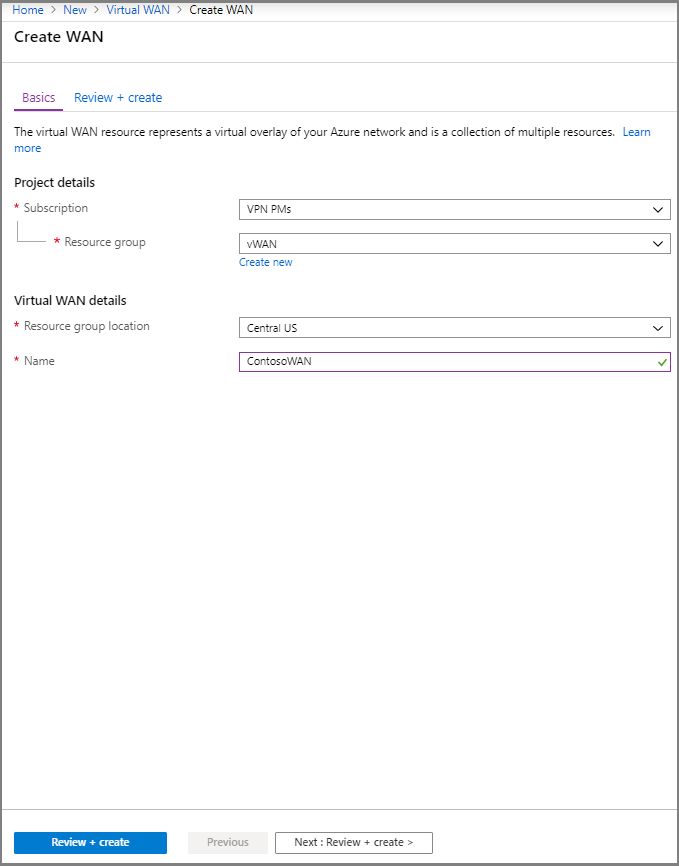 Home > New > Virtual WAN > Create WAN
Create WAN
Basics Review + create
The virtual WAN resource represents a virtual overlay of your Azure network and is a collection of multiple resources. Learn
more
Project details
* Subscription VPN PMs
* Resource group vWAN
Create new
Virtual WAN details
* Resource group location Central US
* Name ContosoWAN
Review + create Previous Next : Review + create >